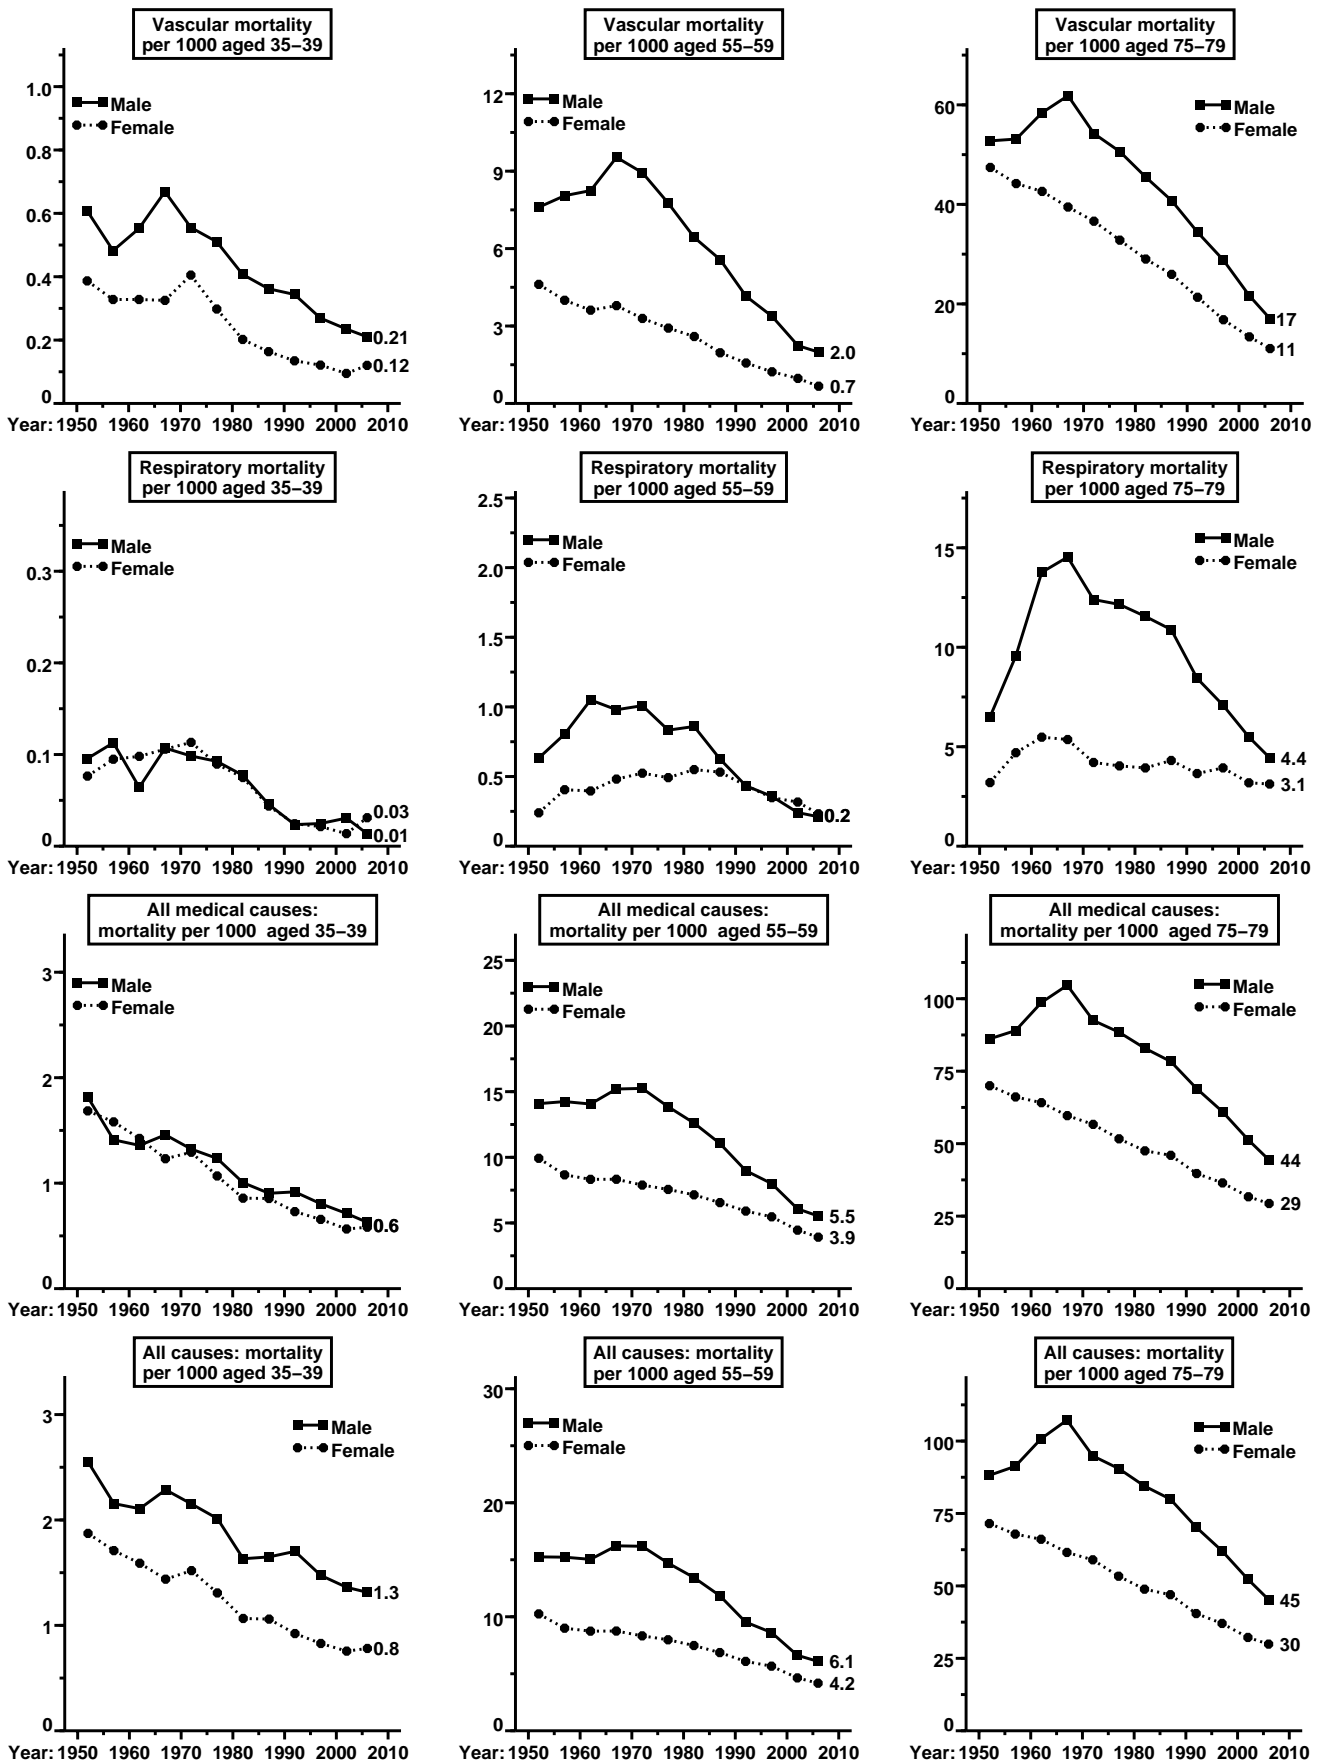 Vascular mortality
per 1000 aged 35–39
1.0
0.8
0.6
0.4
0.2
0
Male
Female
0.21
0.12
Year: 1950 1960 1970 1980 1990 2000 2010
Vascular mortality
per 1000 aged 55–59
12
9
6
3
0
Male
Female
2.0
0.7
Year: 1950 1960 1970 1980 1990 2000 2010
Vascular mortality
per 1000 aged 75–79
60
40
20
0
Male
Female
17
11
Year: 1950 1960 1970 1980 1990 2000 2010
Respiratory mortality
per 1000 aged 35–39
0.3
0.2
0.1
0
Male
Female
0.03
0.01
Year: 1950 1960 1970 1980 1990 2000 2010
Respiratory mortality
per 1000 aged 55–59
2.5
2.0
1.5
1.0
0.5
0
Male
Female
0.2
Year: 1950 1960 1970 1980 1990 2000 2010
Respiratory mortality
per 1000 aged 75–79
15
10
5
0
Male
Female
4.4
3.1
Year: 1950 1960 1970 1980 1990 2000 2010
All medical causes:
mortality per 1000 aged 35–39
3
2
1
0
Male
Female
0.6
Year: 1950 1960 1970 1980 1990 2000 2010
All medical causes:
mortality per 1000 aged 55–59
25
20
15
10
5
0
Male
Female
5.5
3.9
Year: 1950 1960 1970 1980 1990 2000 2010
All medical causes:
mortality per 1000 aged 75–79
100
75
50
25
0
Male
Female
44
29
Year: 1950 1960 1970 1980 1990 2000 2010
All causes: mortality
per 1000 aged 35–39
3
2
1
0
Male
Female
1.3
0.8
Year: 1950 1960 1970 1980 1990 2000 2010
All causes: mortality
per 1000 aged 55–59
30
20
10
0
Male
Female
6.1
4.2
Year: 1950 1960 1970 1980 1990 2000 2010
All causes: mortality
per 1000 aged 75–79
100
75
50
25
0
Male
Female
45
30
Year: 1950 1960 1970 1980 1990 2000 2010